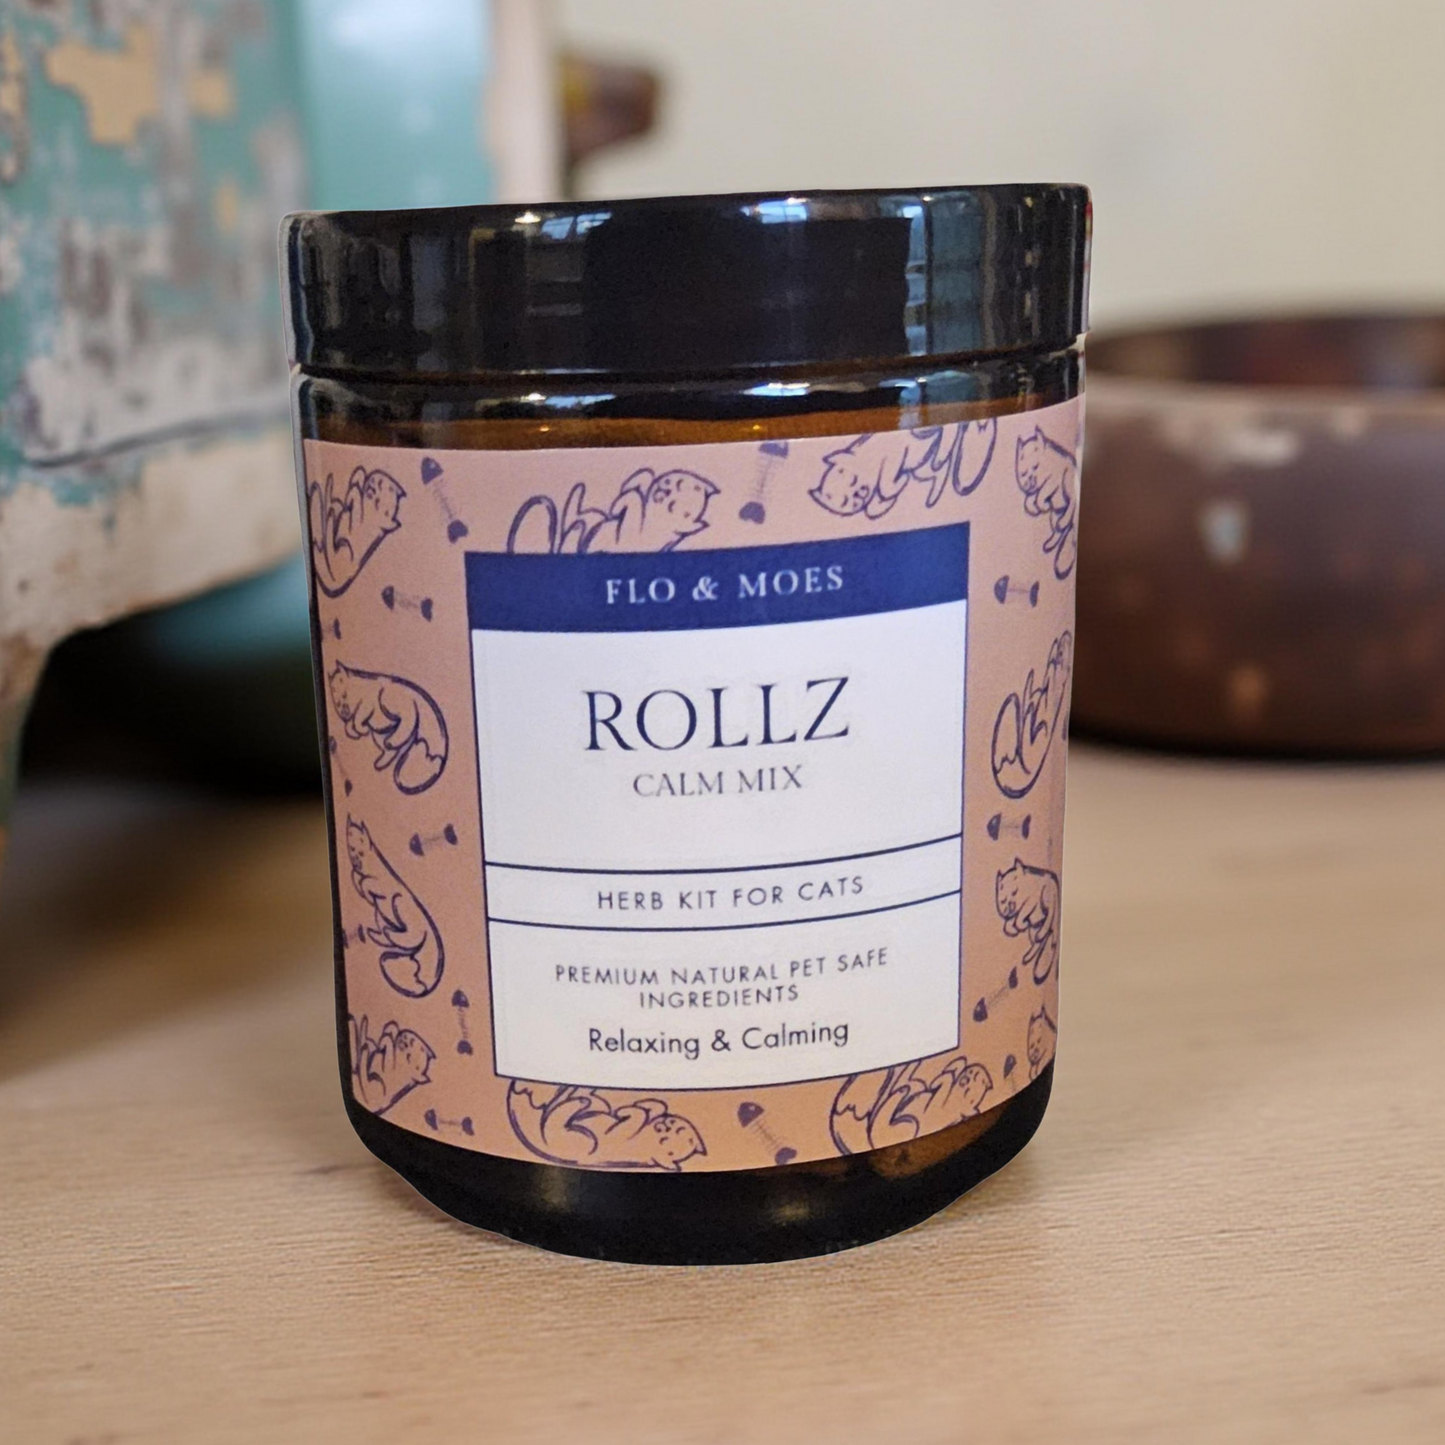 FLO & MOES
ROLLZ
CALM MIX
HERB KIT FOR CATS
PREMIUM NATURAL PET SAFE
INGREDIENTS
Relaxing & Calming